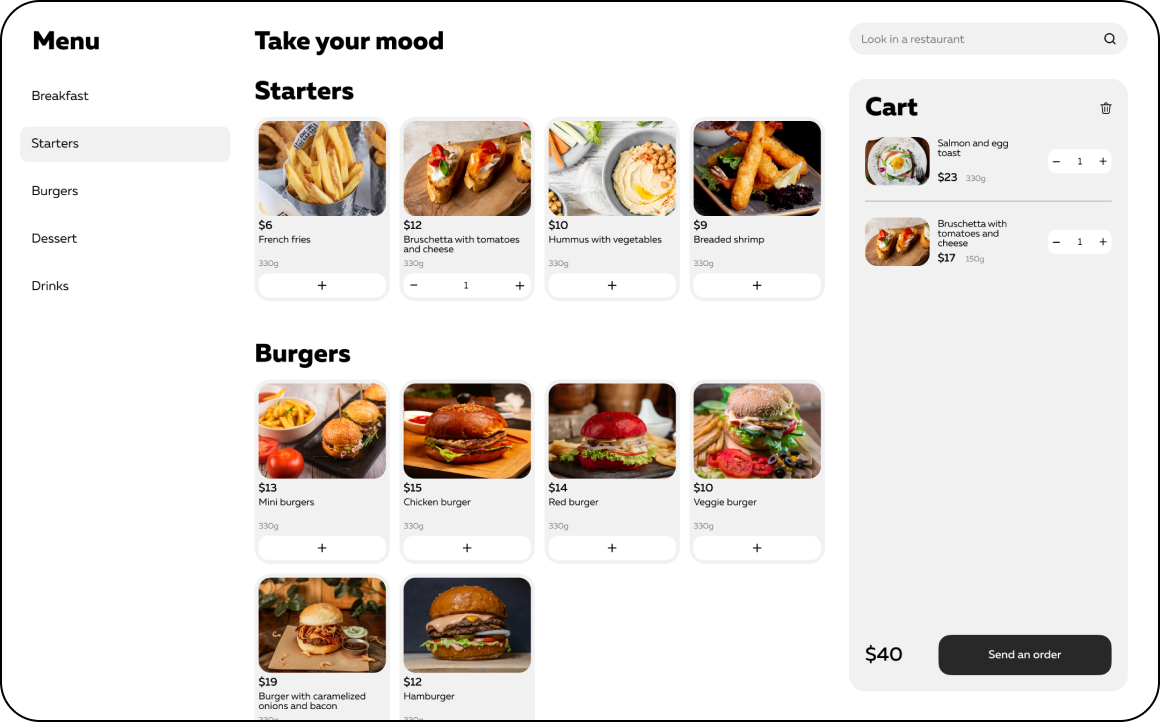 Menu
Breakfast
Starters
Burgers
Dessert
Drinks
Take your mood
Starters
$6
French fries
330g
+
$12
Bruschetta with tomatoes
and cheese
330g
− 1 +
$10
Hummus with vegetables
330g
+
$9
Breaded shrimp
330g
+
Burgers
$13
Mini burgers
330g
+
$15
Chicken burger
330g
+
$14
Red burger
330g
+
$10
Veggie burger
330g
+
$19
Burger with caramelized
onions and bacon
330g
$12
Hamburger
330g
Look in a restaurant
Cart
Salmon and egg
toast
$23 330g
− 1 +
Bruschetta with
tomatoes and
cheese
$17 150g
− 1 +
$40
Send an order